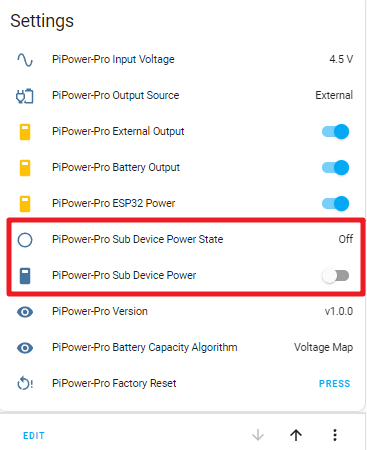 Settings
PiPower-Pro Input Voltage 4.5 V
PiPower-Pro Output Source External
PiPower-Pro External Output
PiPower-Pro Battery Output
PiPower-Pro ESP32 Power
PiPower-Pro Sub Device Power State Off
PiPower-Pro Sub Device Power
PiPower-Pro Version v1.0.0
PiPower-Pro Battery Capacity Algorithm Voltage Map
PiPower-Pro Factory Reset PRESS
EDIT